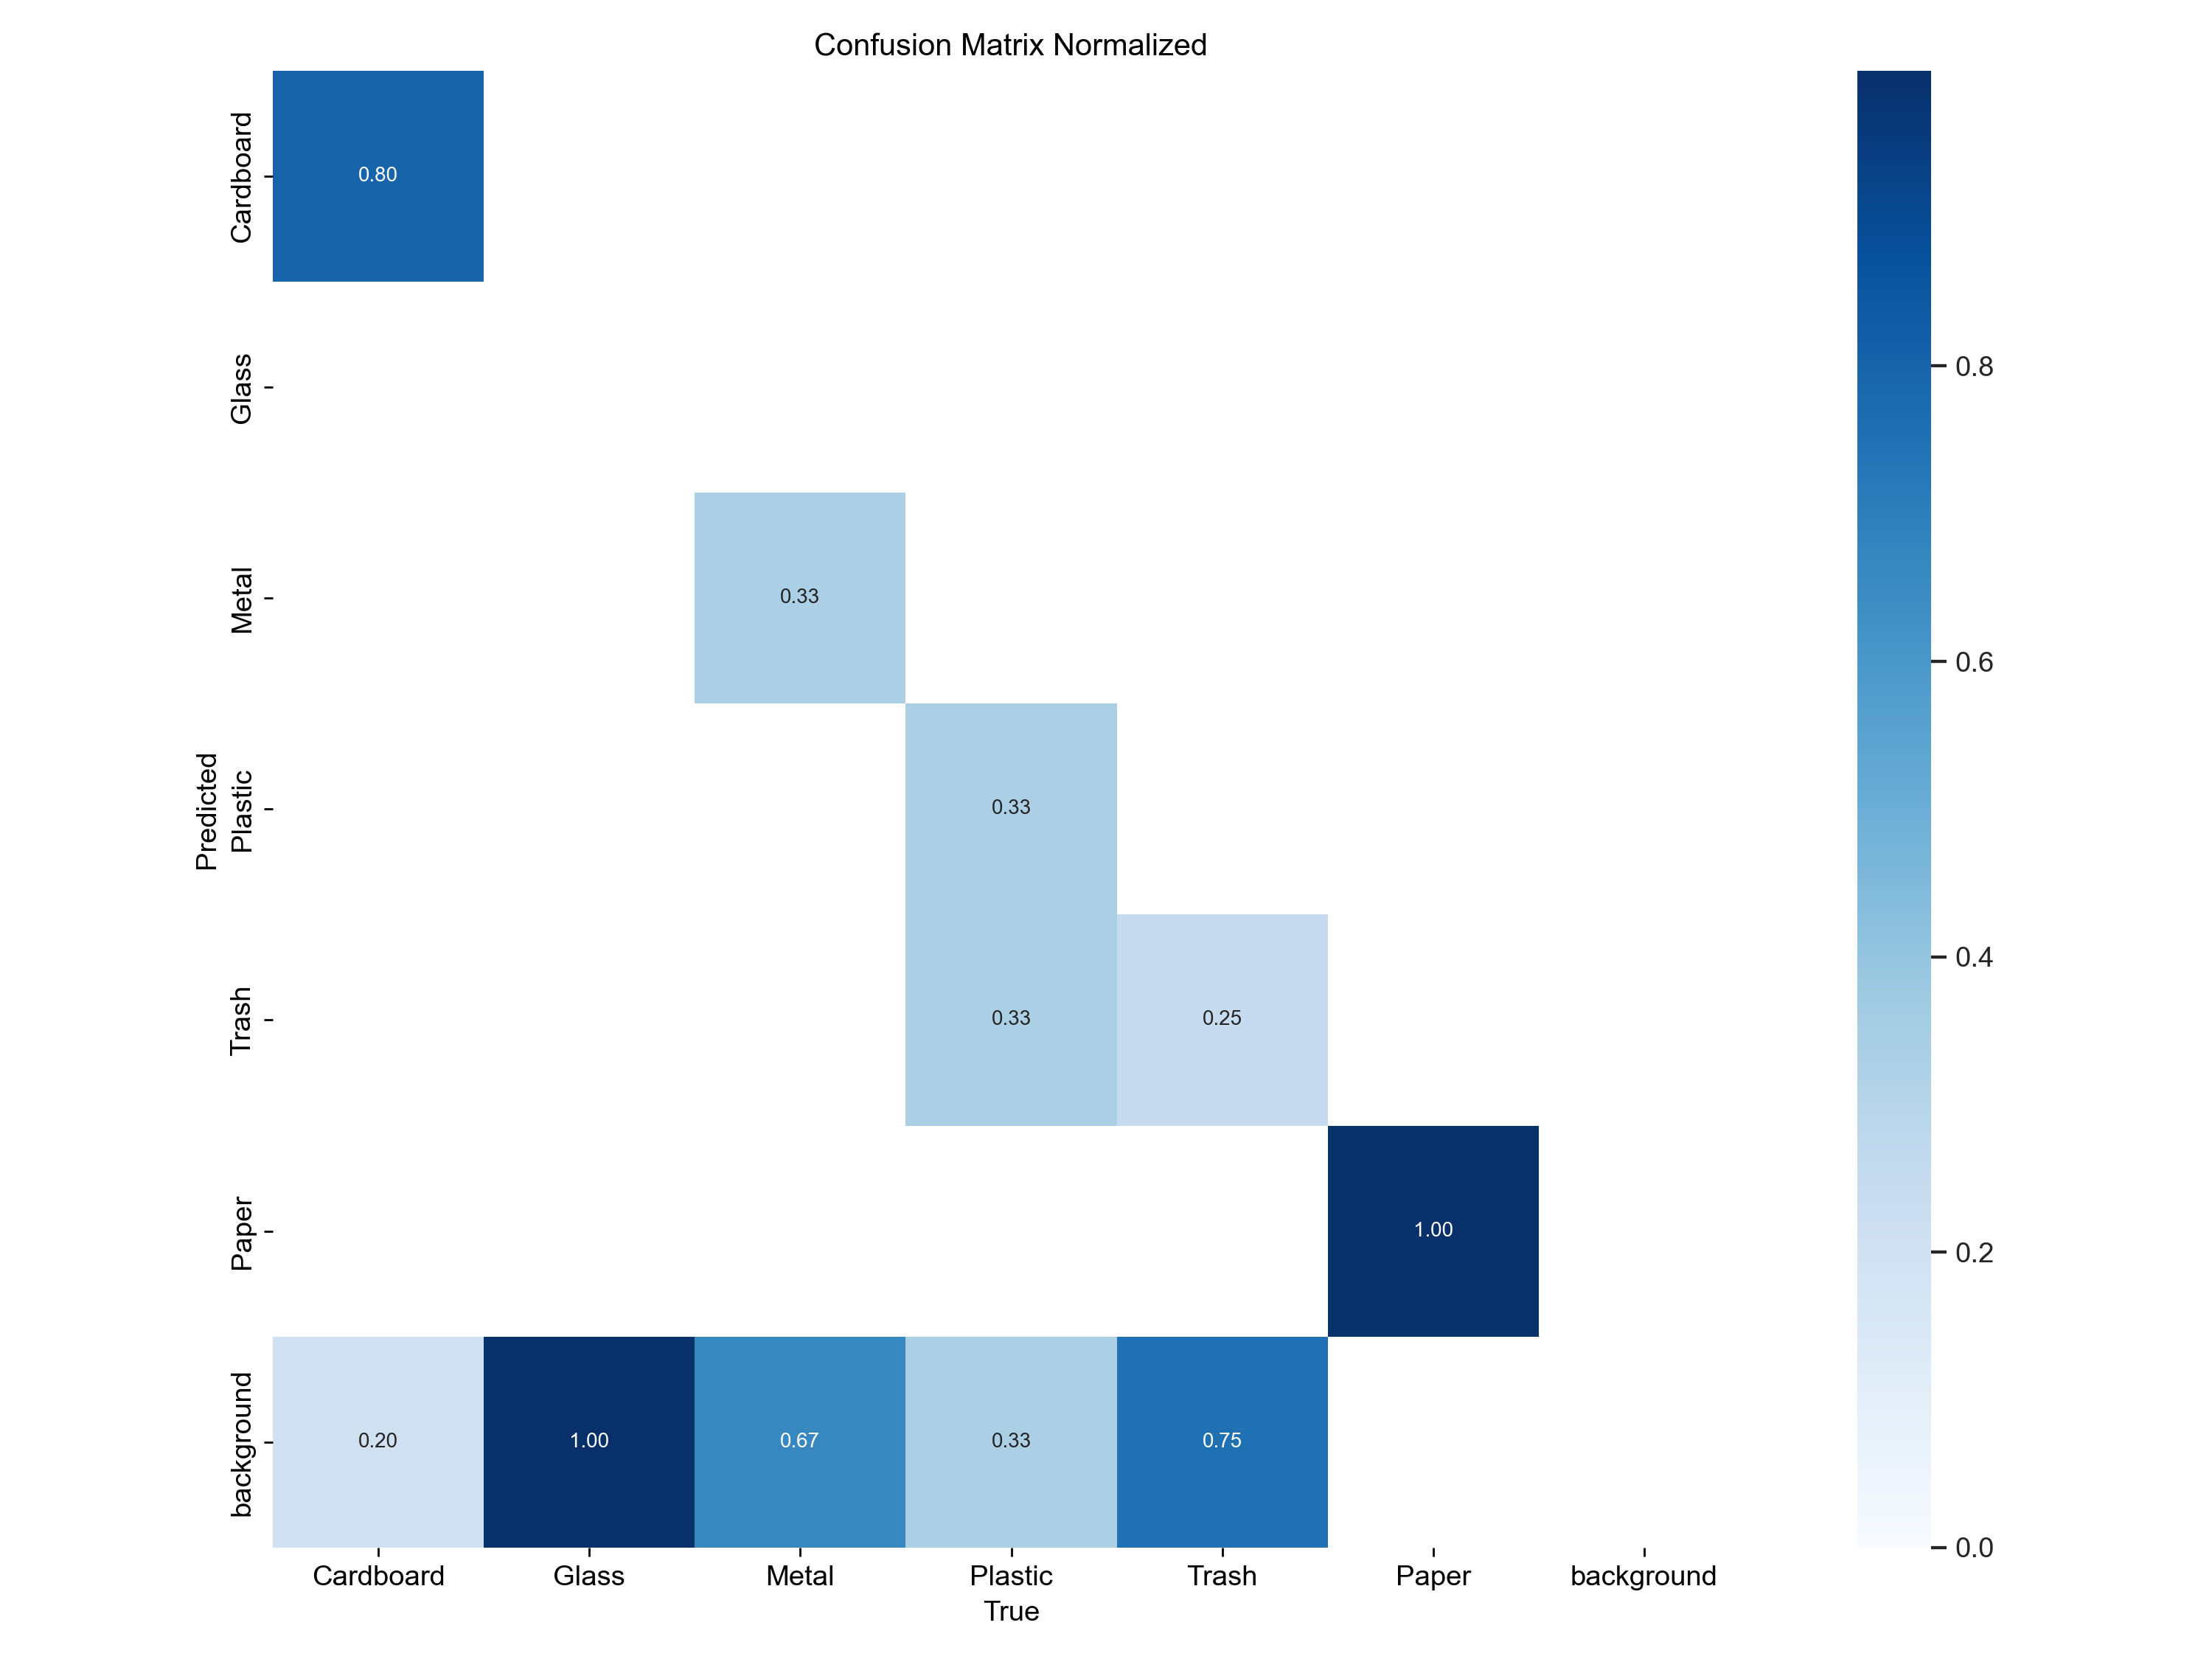 Confusion Matrix Normalized
Cardboard
0.80
Glass
Metal
0.33
Predicted
Plastic
0.33
Trash
0.33 0.25
Paper
1.00
background
0.20 1.00 0.67 0.33 0.75
Cardboard Glass Metal Plastic Trash Paper background
True
0.8
0.6
0.4
0.2
0.0